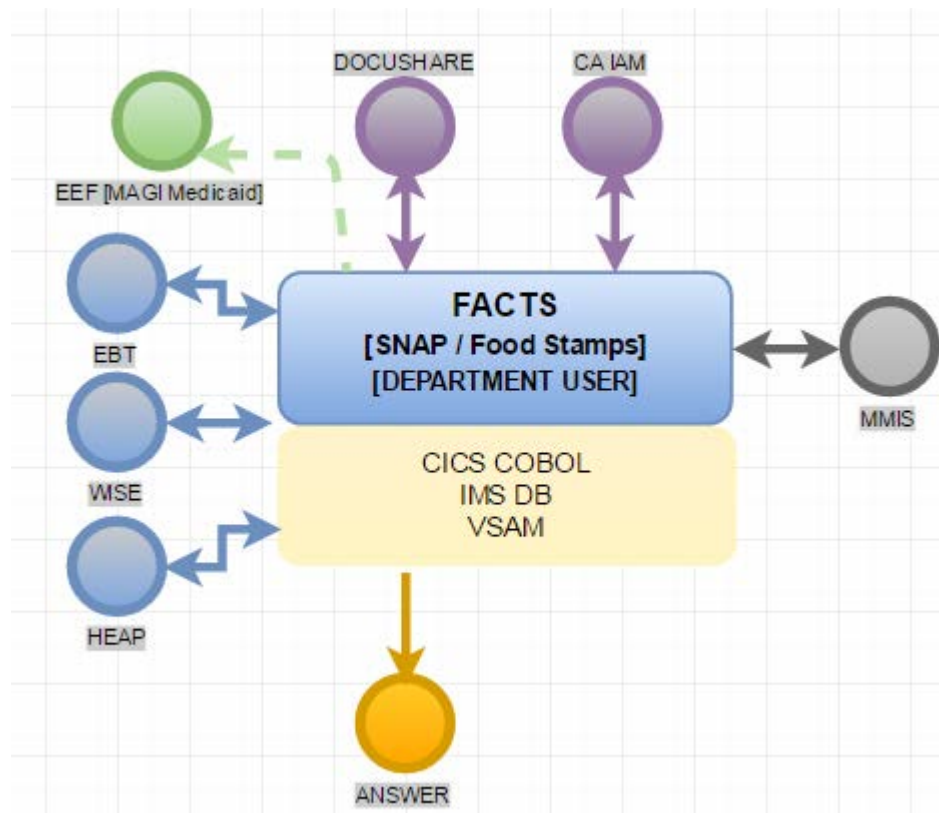 DOCUSHARE
CA IAM
EEF [MAGI Medicaid]
FACTS
[SNAP / Food Stamps]
[DEPARTMENT USER]
EBT
MMIS
CICS COBOL
IMS DB
VSAM
WISE
HEAP
ANSWER